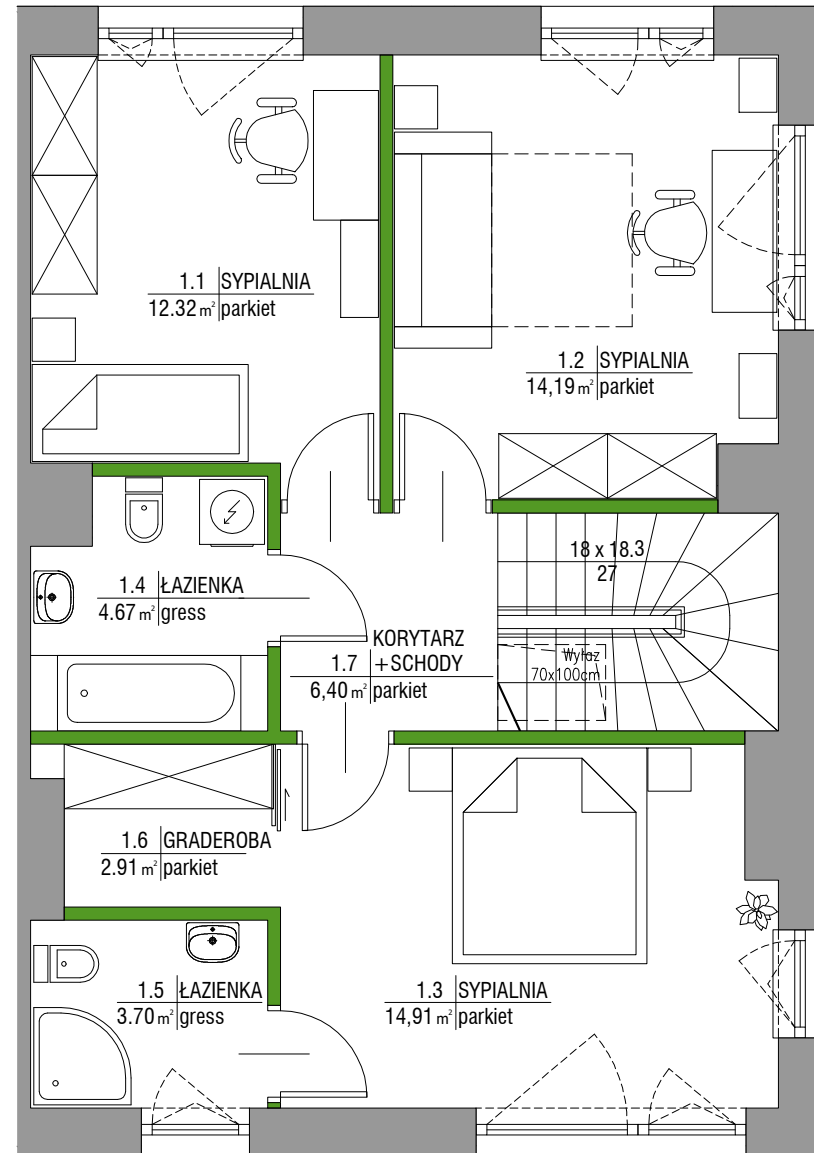 1.1 SYPIALNIA
12.32 m² parkiet
1.2 SYPIALNIA
14,19 m² parkiet
18 x 18.3
27
1.4 ŁAZIENKA
4.67 m² gress
KORYTARZ
1.7 +SCHODY
6,40 m² parkiet
Wyłaz
70x100cm
1.6 GRADEROBA
2.91 m² parkiet
1.5 ŁAZIENKA
3.70 m² gress
1.3 SYPIALNIA
14,91 m² parkiet